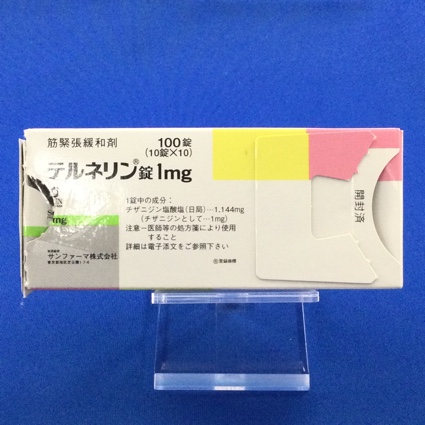 筋緊張緩和剤
100錠
(10錠×10)
テルネリン®錠1mg
mg
1錠中の成分:
チザニジン塩酸塩(日局)…1.144mg
(チザニジンとして…1mg)
注意-医師等の処方箋により使用
すること
詳細は電子添文をご参照下さい
サンファーマ株式会社
開封済